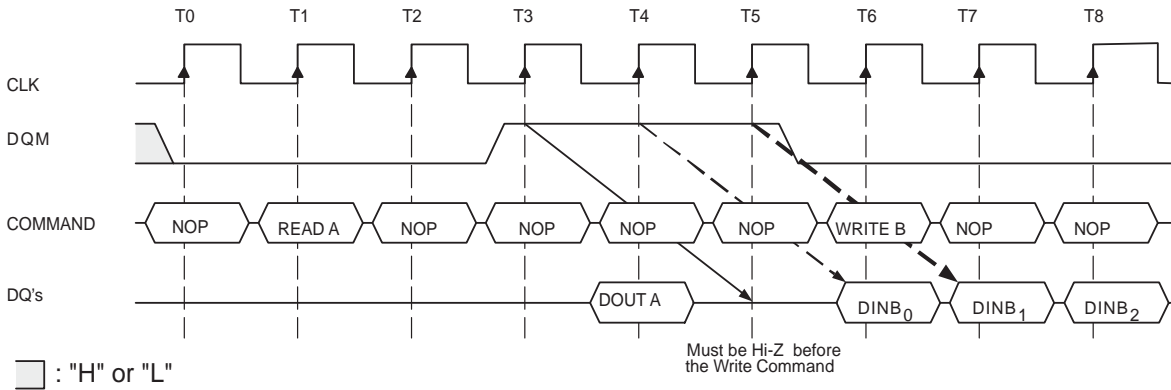 T0 T1 T2 T3 T4 T5 T6 T7 T8
CLK
DQM
COMMAND NOP READ A NOP NOP NOP NOP WRITE B NOP NOP
DQ's DOUT A DINB0 DINB1 DINB2
Must be Hi-Z before
the Write Command
: "H" or "L"